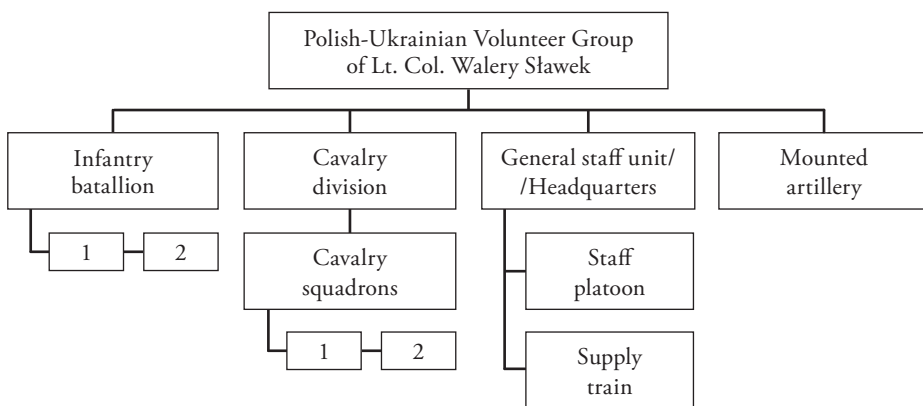 Polish-Ukrainian Volunteer Group
of Lt. Col. Walery Sławek
Infantry
batallion
Cavalry
division
General staff unit/
/Headquarters
Mounted
artillery
1
2
Cavalry
squadrons
1
2
Staff
platoon
Supply
train